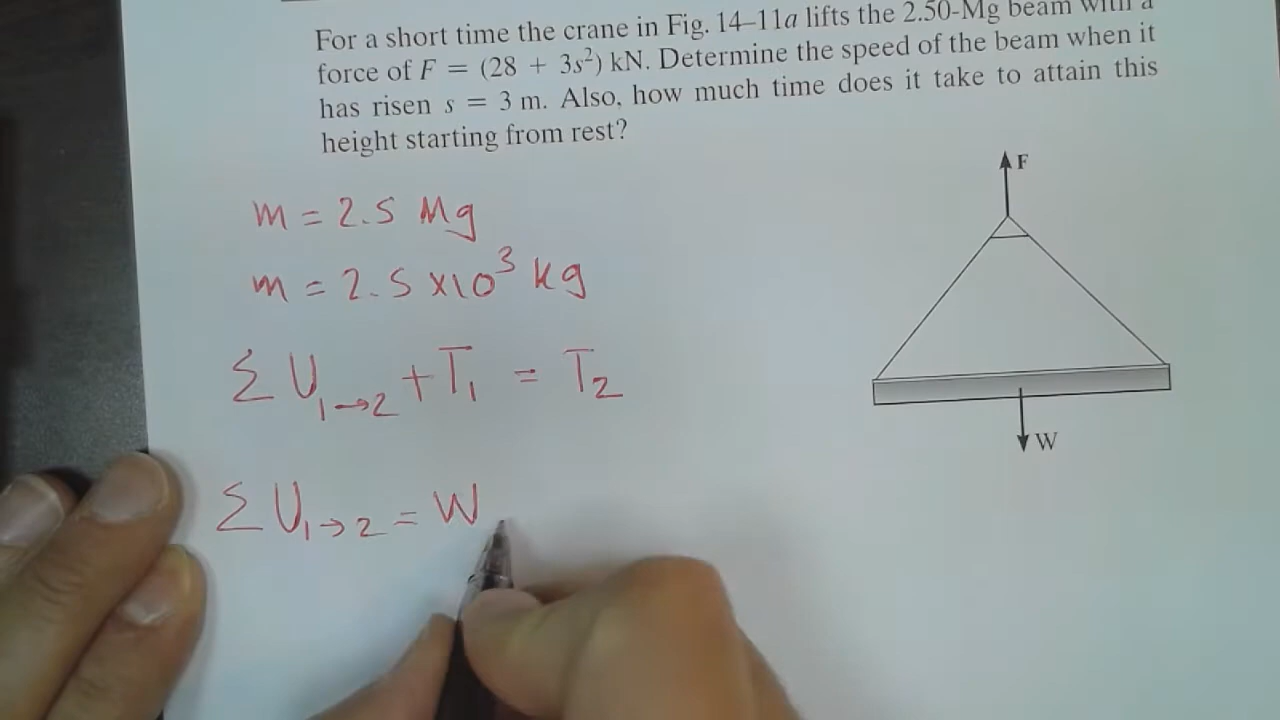 For a short time the crane in Fig. 14–11a lifts the 2.50-Mg beam with a
force of F = (28 + 3s²) kN. Determine the speed of the beam when it
has risen s = 3 m. Also, how much time does it take to attain this
height starting from rest?
F
m = 2.5 Mg
m = 2.5 x10³ kg
Σ U₁→₂ + T₁ = T₂
W
Σ U₁→₂ = W